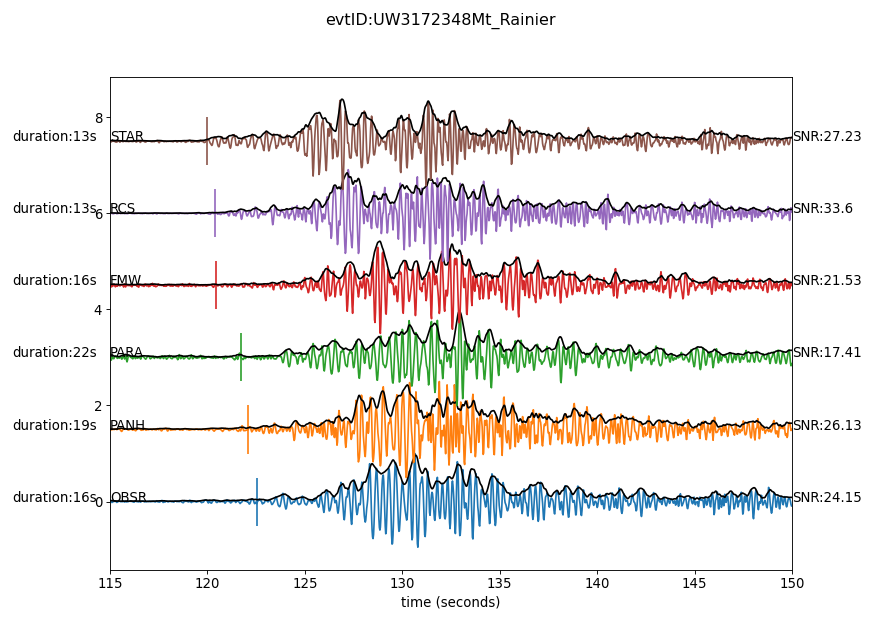 evtID:UW3172348Mt_Rainier
8
duration:13s STAR SNR:27.23
duration:13s RCS SNR:33.6
6
duration:16s FMW SNR:21.53
4
duration:22s PARA SNR:17.41
2
duration:19s PANH SNR:26.13
duration:16s OBSR SNR:24.15
0
115 120 125 130 135 140 145 150
time (seconds)